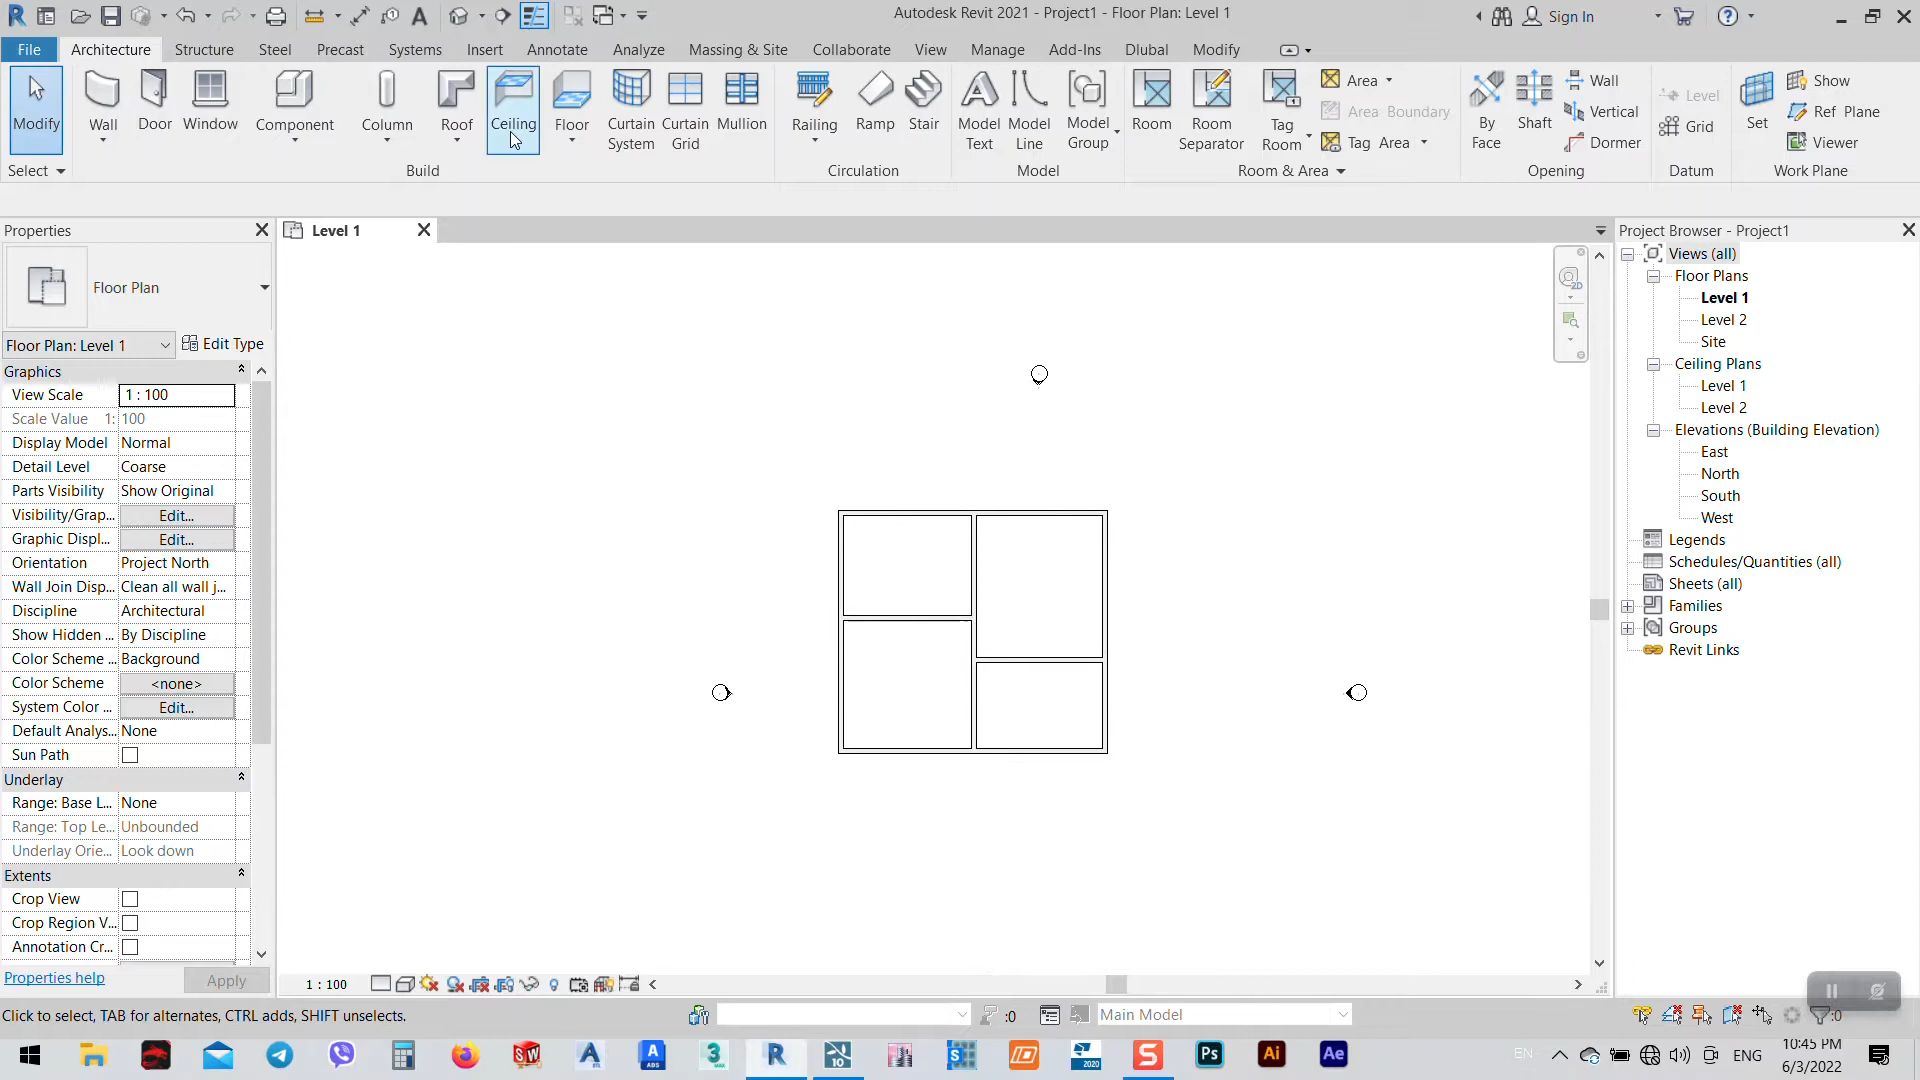 Autodesk Revit 2021 - Project1 - Floor Plan: Level 1
Sign In
File Architecture Structure Steel Precast Systems Insert Annotate Analyze Massing & Site Collaborate View Manage Add-Ins Dlubal Modify
Modify
Wall
Door
Window
Component
Column
Roof
Ceiling
Floor
Curtain System
Curtain Grid
Mullion
Railing
Ramp
Stair
Model Text
Model Line
Model Group
Room
Room Separator
Tag Room
Area
Area Boundary
Tag Area
By Face
Shaft
Wall
Vertical
Dormer
Level
Grid
Set
Show
Ref Plane
Viewer
Select
Build
Circulation
Model
Room & Area
Opening
Datum
Work Plane
Properties
Floor Plan
Floor Plan: Level 1
Edit Type
Graphics
View Scale 1 : 100
Scale Value 1: 100
Display Model Normal
Detail Level Coarse
Parts Visibility Show Original
Visibility/Grap... Edit...
Graphic Displ... Edit...
Orientation Project North
Wall Join Disp... Clean all wall j...
Discipline Architectural
Show Hidden ... By Discipline
Color Scheme ... Background
Color Scheme <none>
System Color ... Edit...
Default Analys... None
Sun Path
Underlay
Range: Base L... None
Range: Top Le... Unbounded
Underlay Orie... Look down
Extents
Crop View
Crop Region V...
Annotation Cr...
Properties help
Apply
Level 1
2D
Project Browser - Project1
Views (all)
Floor Plans
Level 1
Level 2
Site
Ceiling Plans
Level 1
Level 2
Elevations (Building Elevation)
East
North
South
West
Legends
Schedules/Quantities (all)
Sheets (all)
Families
Groups
Revit Links
1 : 100
Click to select, TAB for alternates, CTRL adds, SHIFT unselects.
:0
Main Model
:0
EN
ENG
10:45 PM
6/3/2022